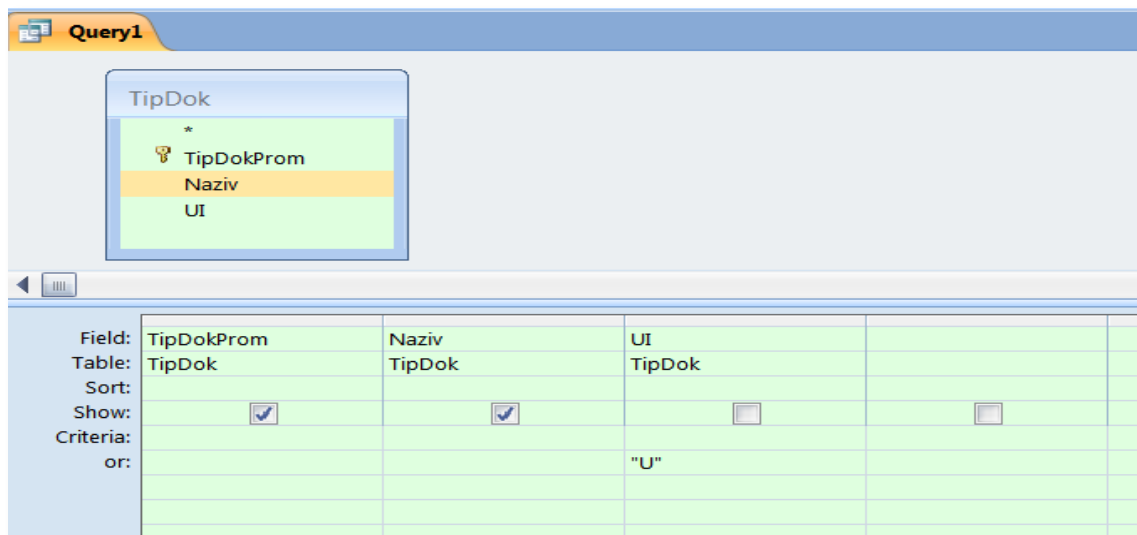 Query1
TipDok
*
TipDokProm
Naziv
UI
Field: TipDokProm Naziv UI
Table: TipDok TipDok TipDok
Sort:
Show:
Criteria:
or: "U"